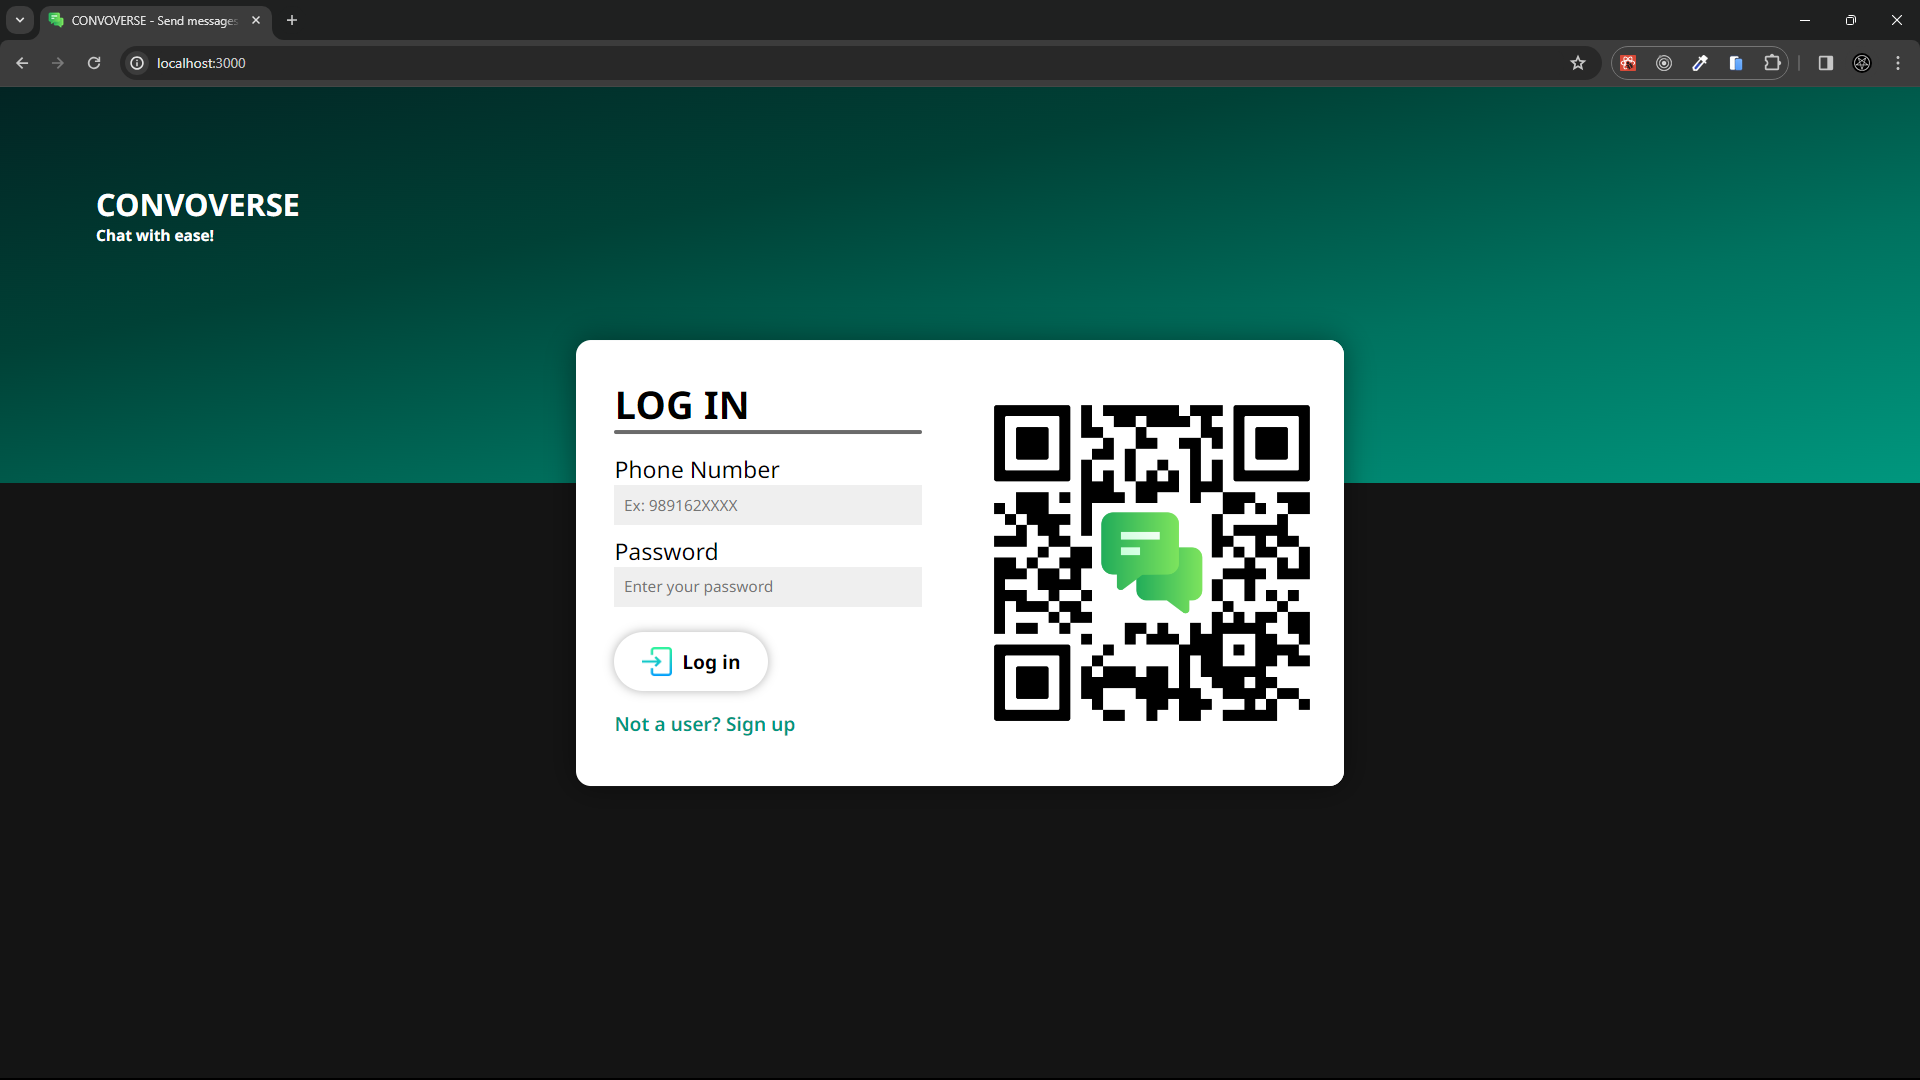 CONVOVERSE - Send messages
localhost:3000
CONVOVERSE
Chat with ease!
LOG IN
Phone Number
Ex: 989162XXXX
Password
Enter your password
Log in
Not a user? Sign up